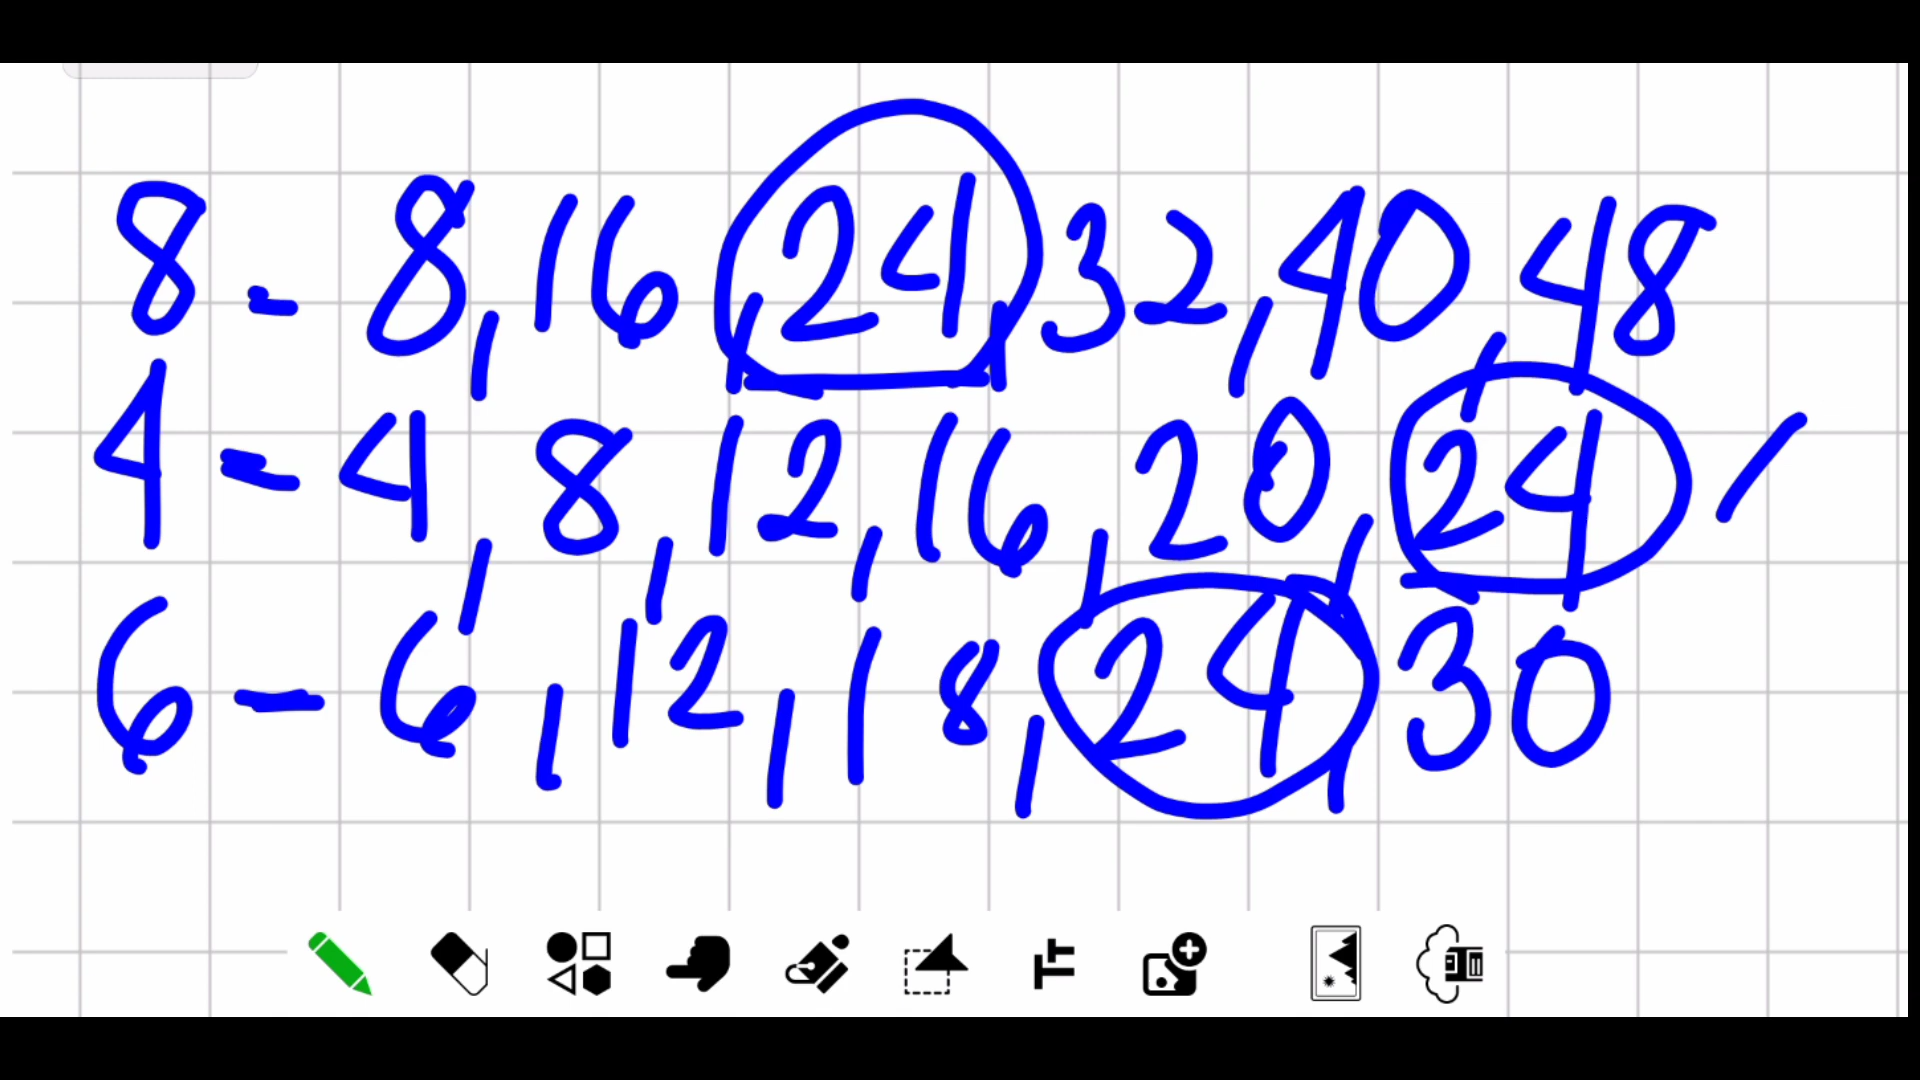 8 - 8, 16, 24, 32, 40, 48
4 - 4, 8, 12, 16, 20, 24,
6 - 6, 12, 18, 24, 30